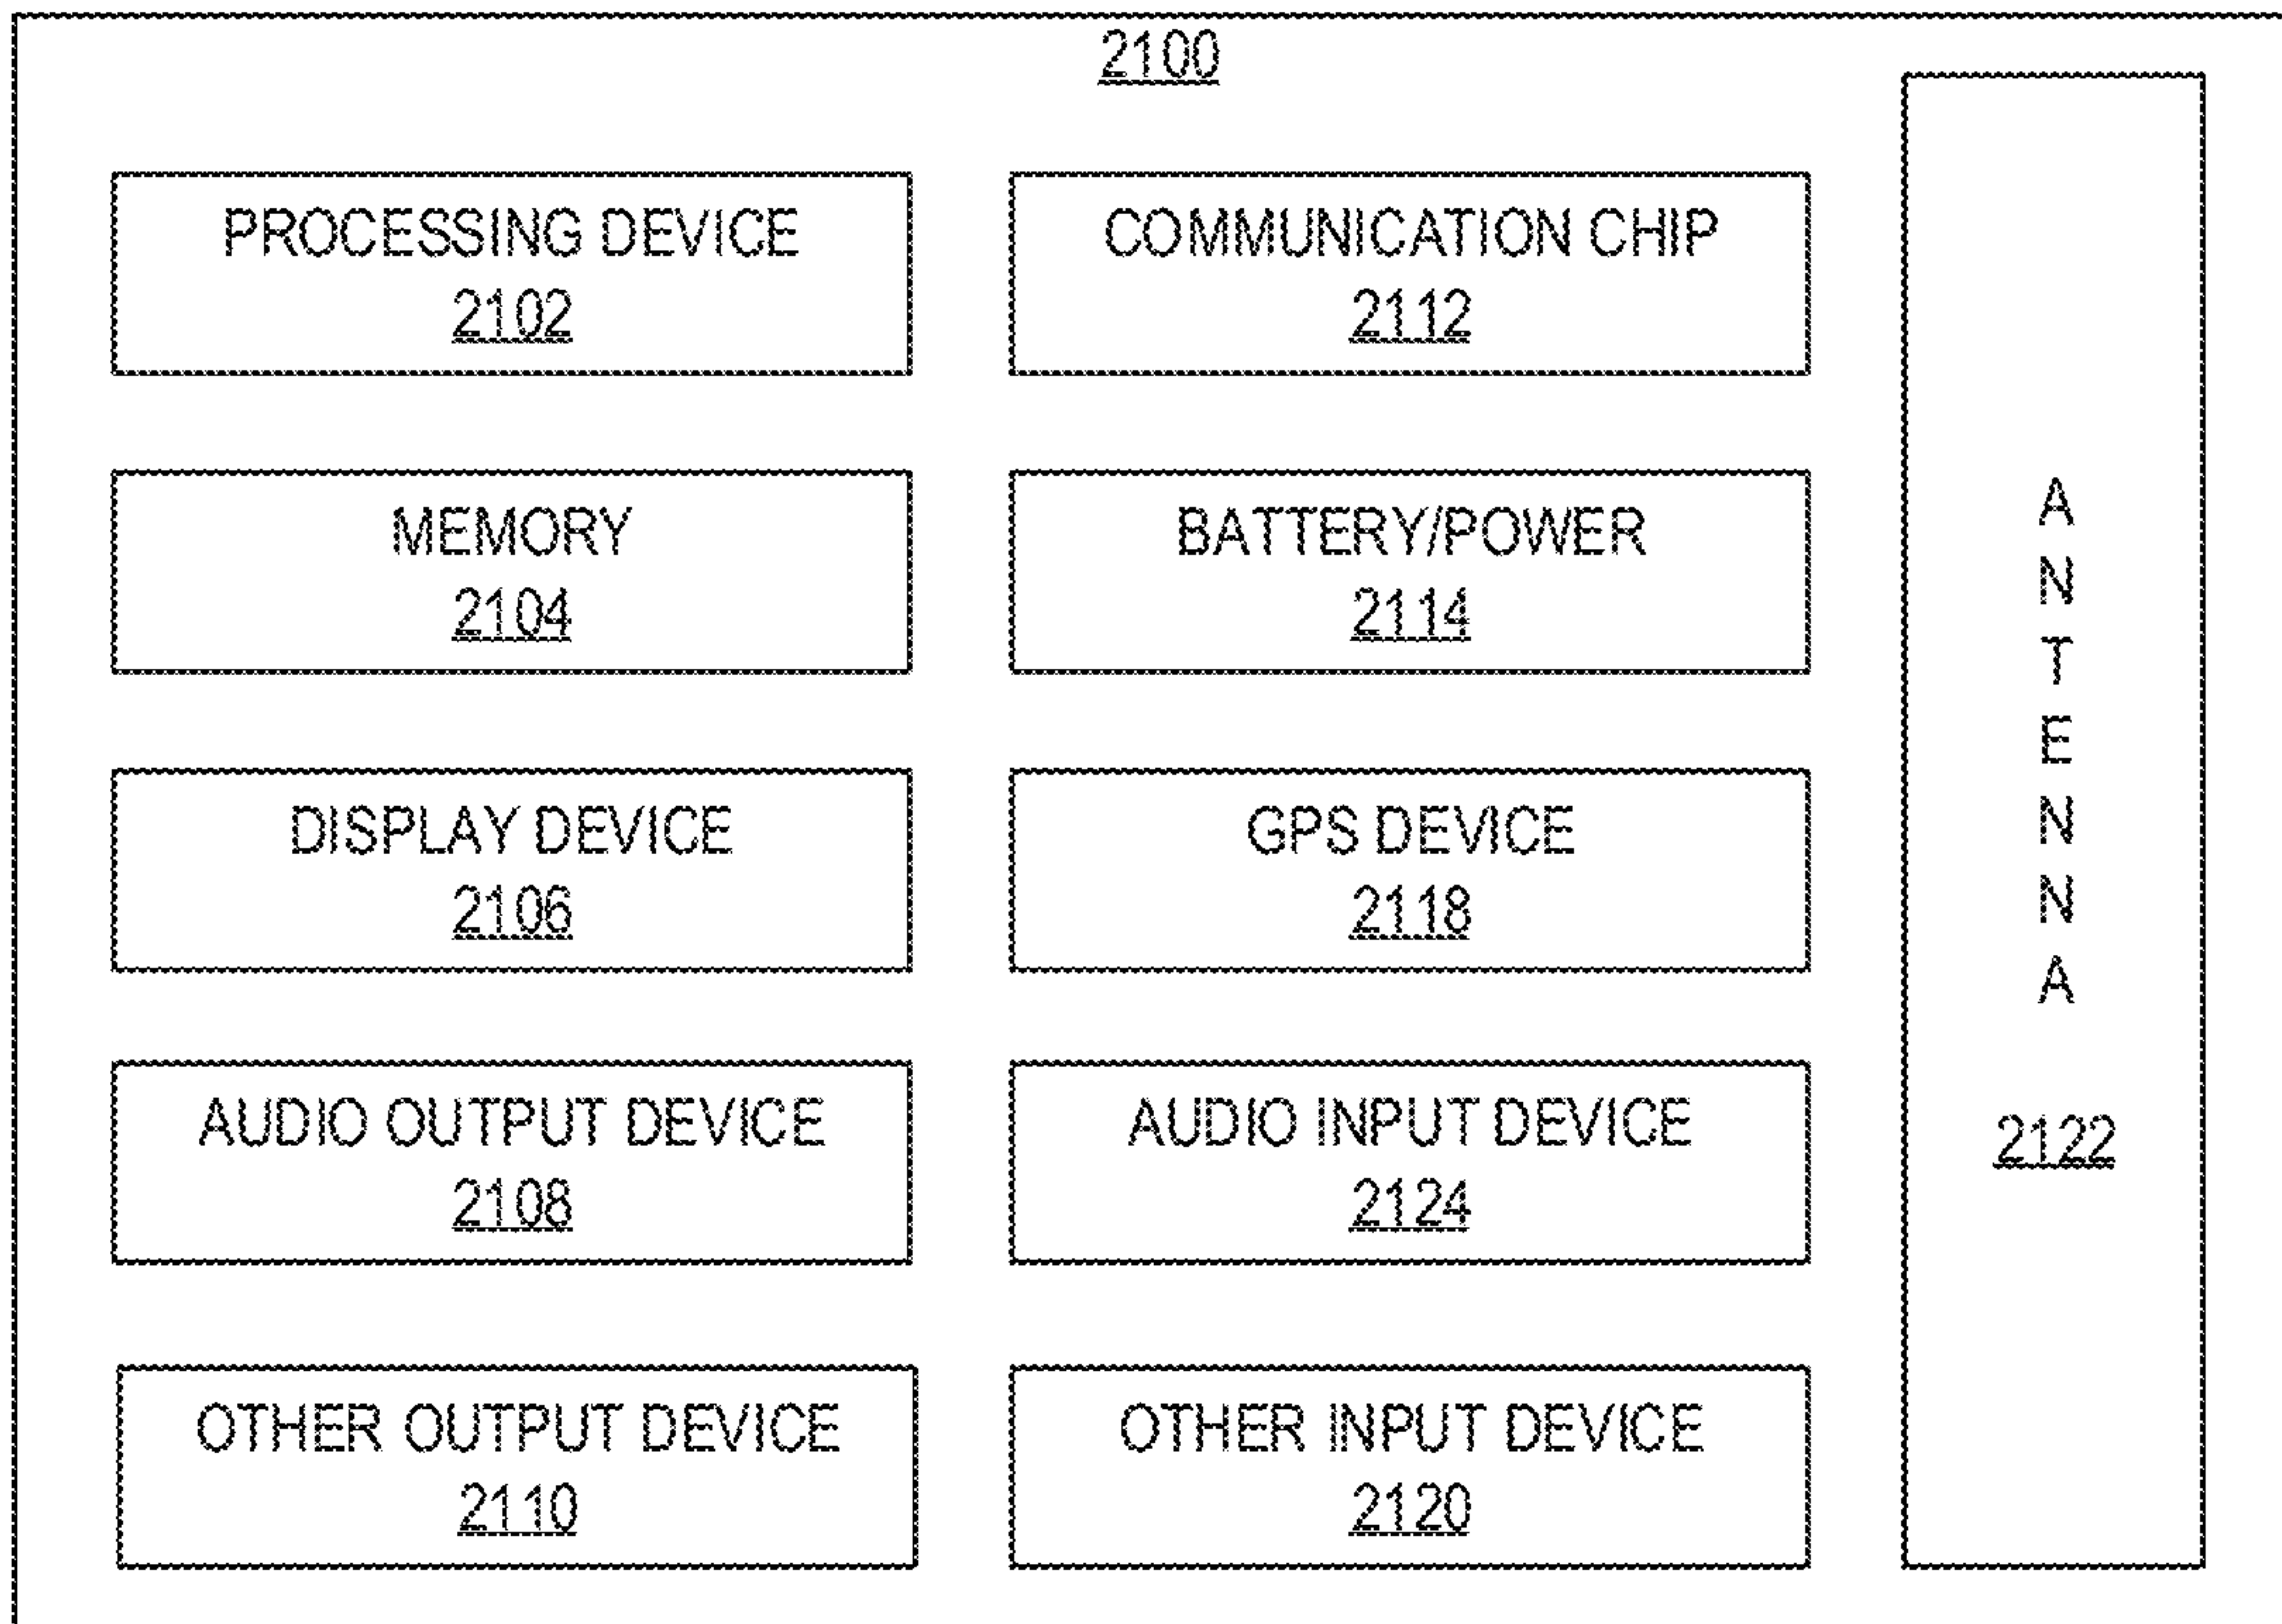 2100
PROCESSING DEVICE
2102
COMMUNICATION CHIP
2112
MEMORY
2104
BATTERY/POWER
2114
DISPLAY DEVICE
2106
GPS DEVICE
2118
AUDIO OUTPUT DEVICE
2108
AUDIO INPUT DEVICE
2124
OTHER OUTPUT DEVICE
2110
OTHER INPUT DEVICE
2120
ANTENNA
2122